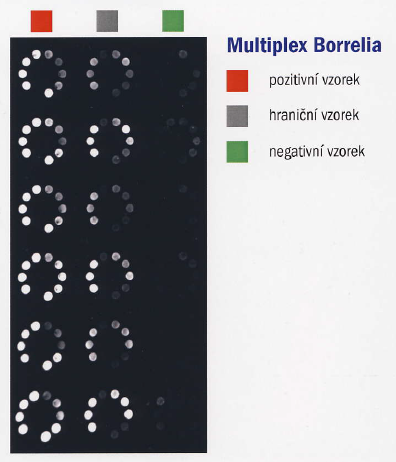 Multiplex Borrelia
pozitivní vzorek
hraniční vzorek
negativní vzorek